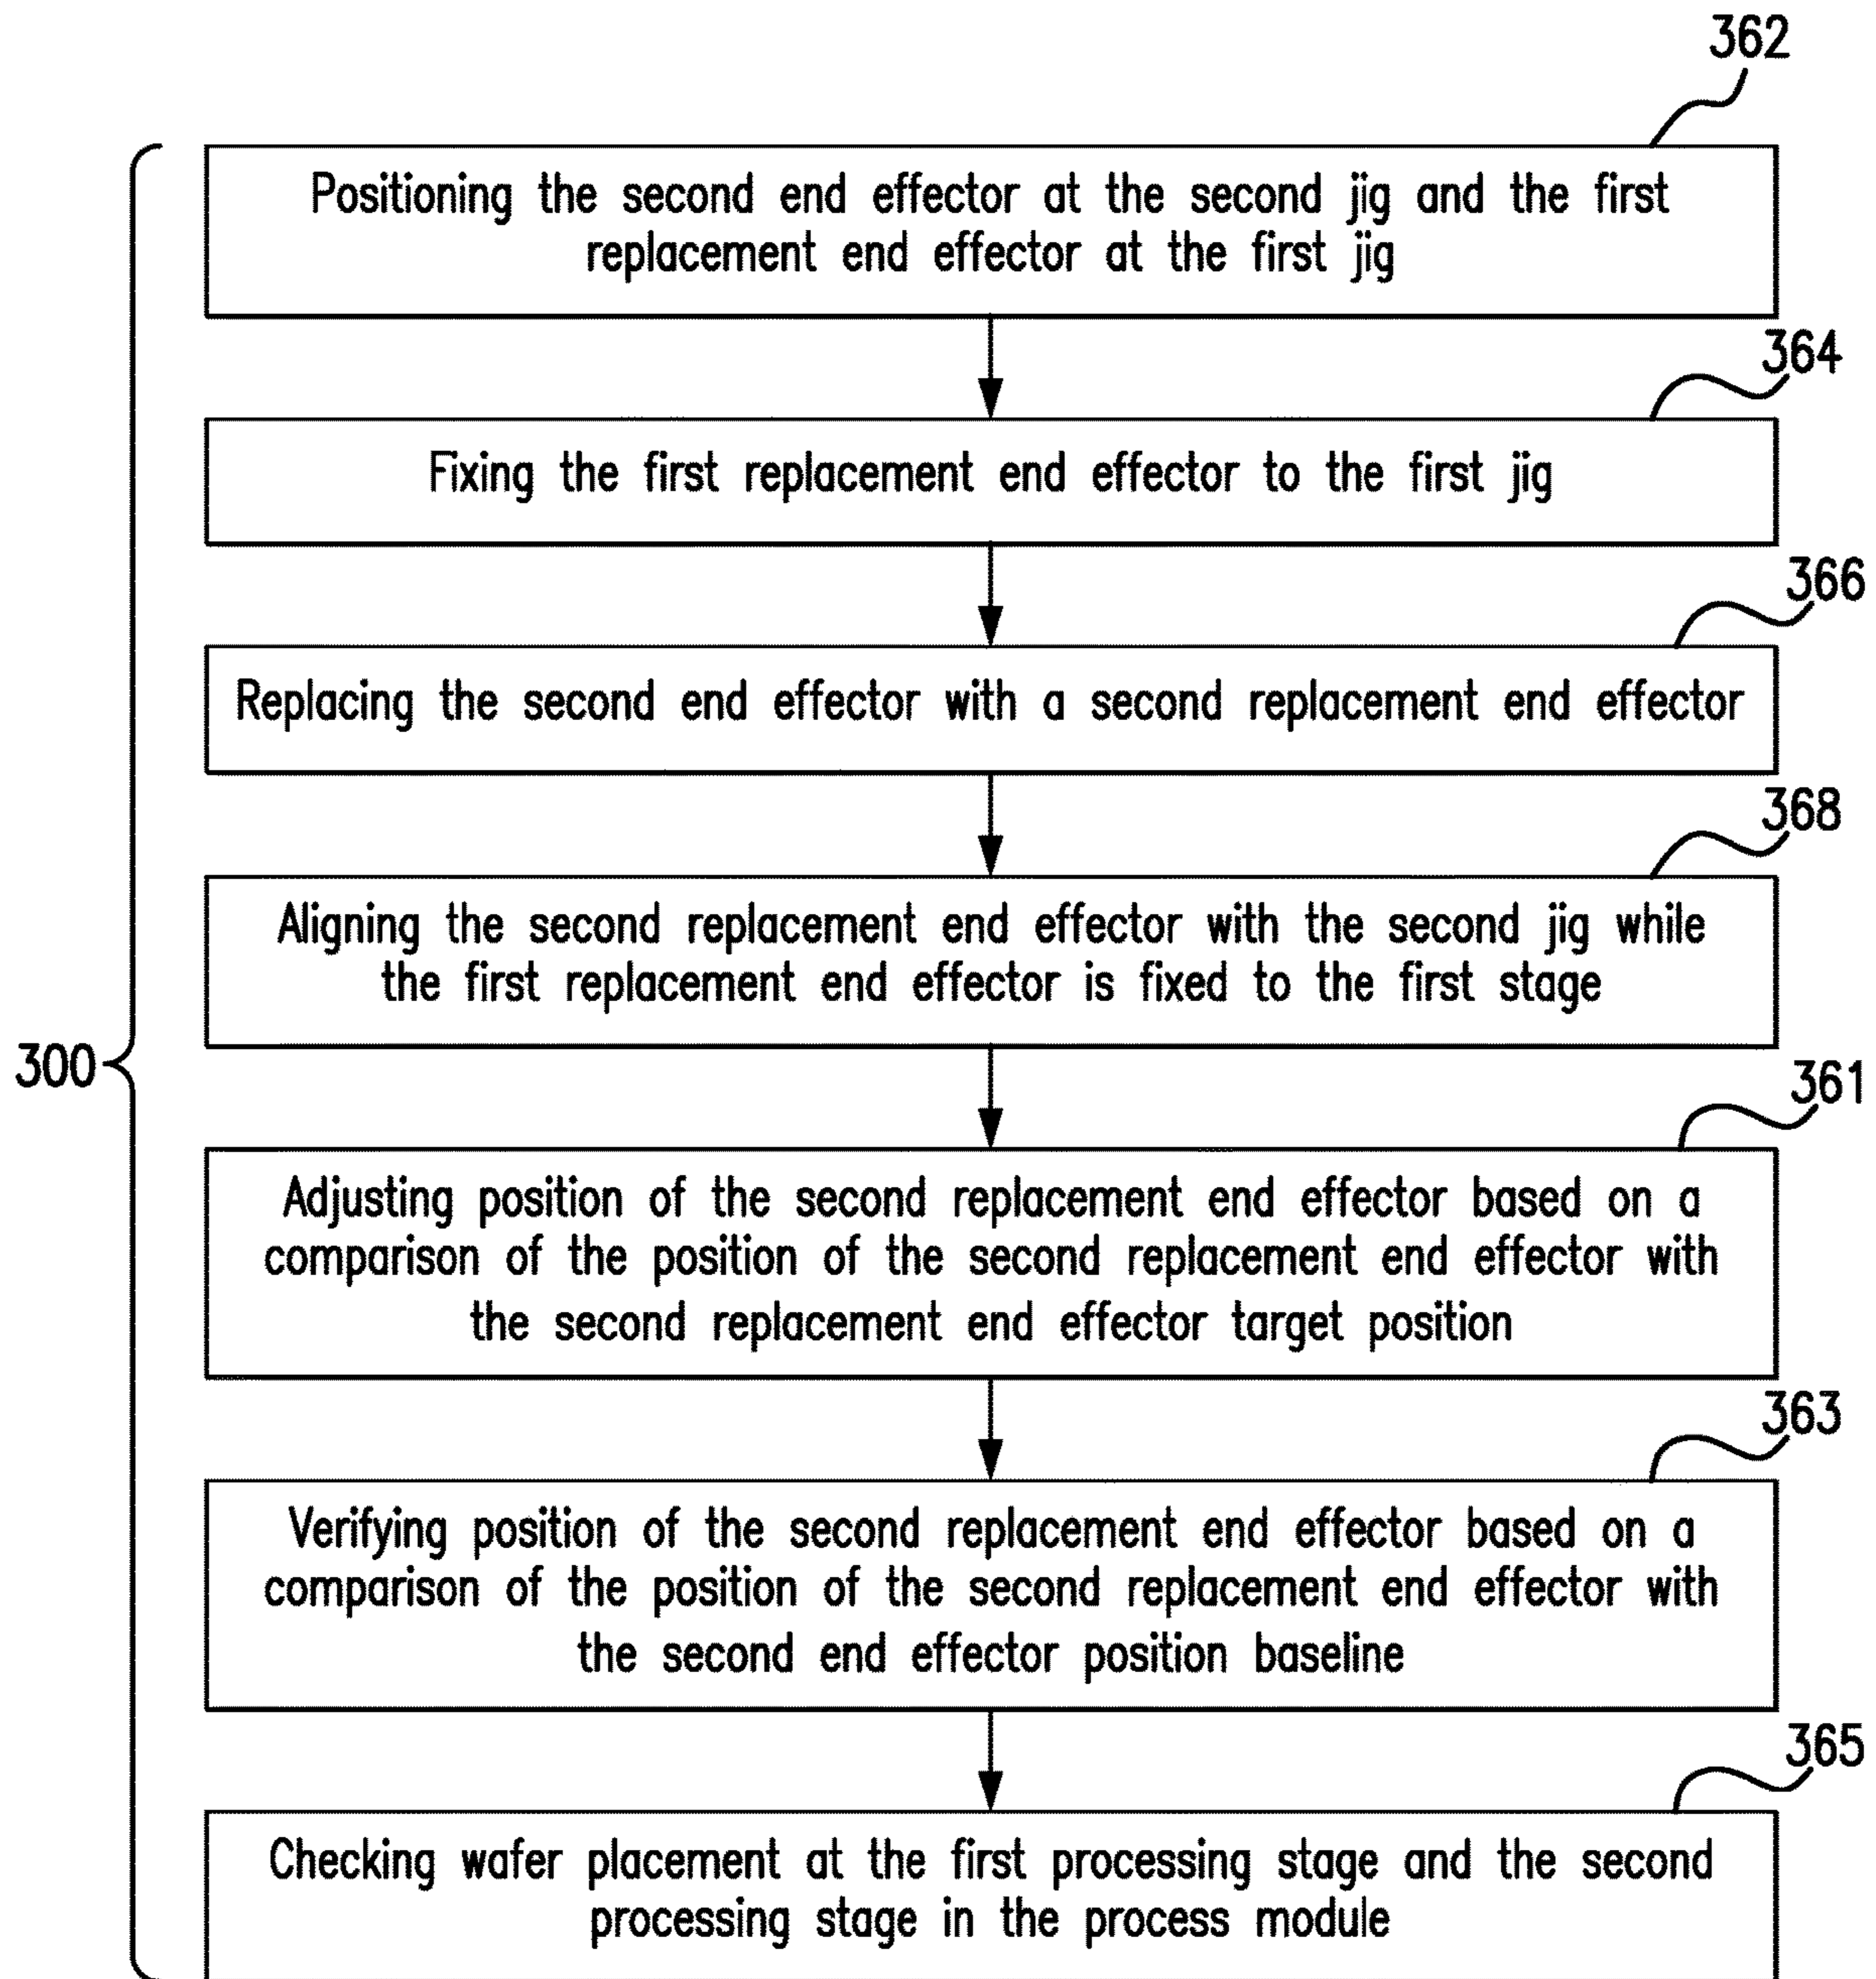 362
Positioning the second end effector at the second jig and the first
replacement end effector at the first jig
364
Fixing the first replacement end effector to the first jig
366
Replacing the second end effector with a second replacement end effector
368
Aligning the second replacement end effector with the second jig while
the first replacement end effector is fixed to the first stage
300
361
Adjusting position of the second replacement end effector based on a
comparison of the position of the second replacement end effector with
the second replacement end effector target position
363
Verifying position of the second replacement end effector based on a
comparison of the position of the second replacement end effector with
the second end effector position baseline
365
Checking wafer placement at the first processing stage and the second
processing stage in the process module